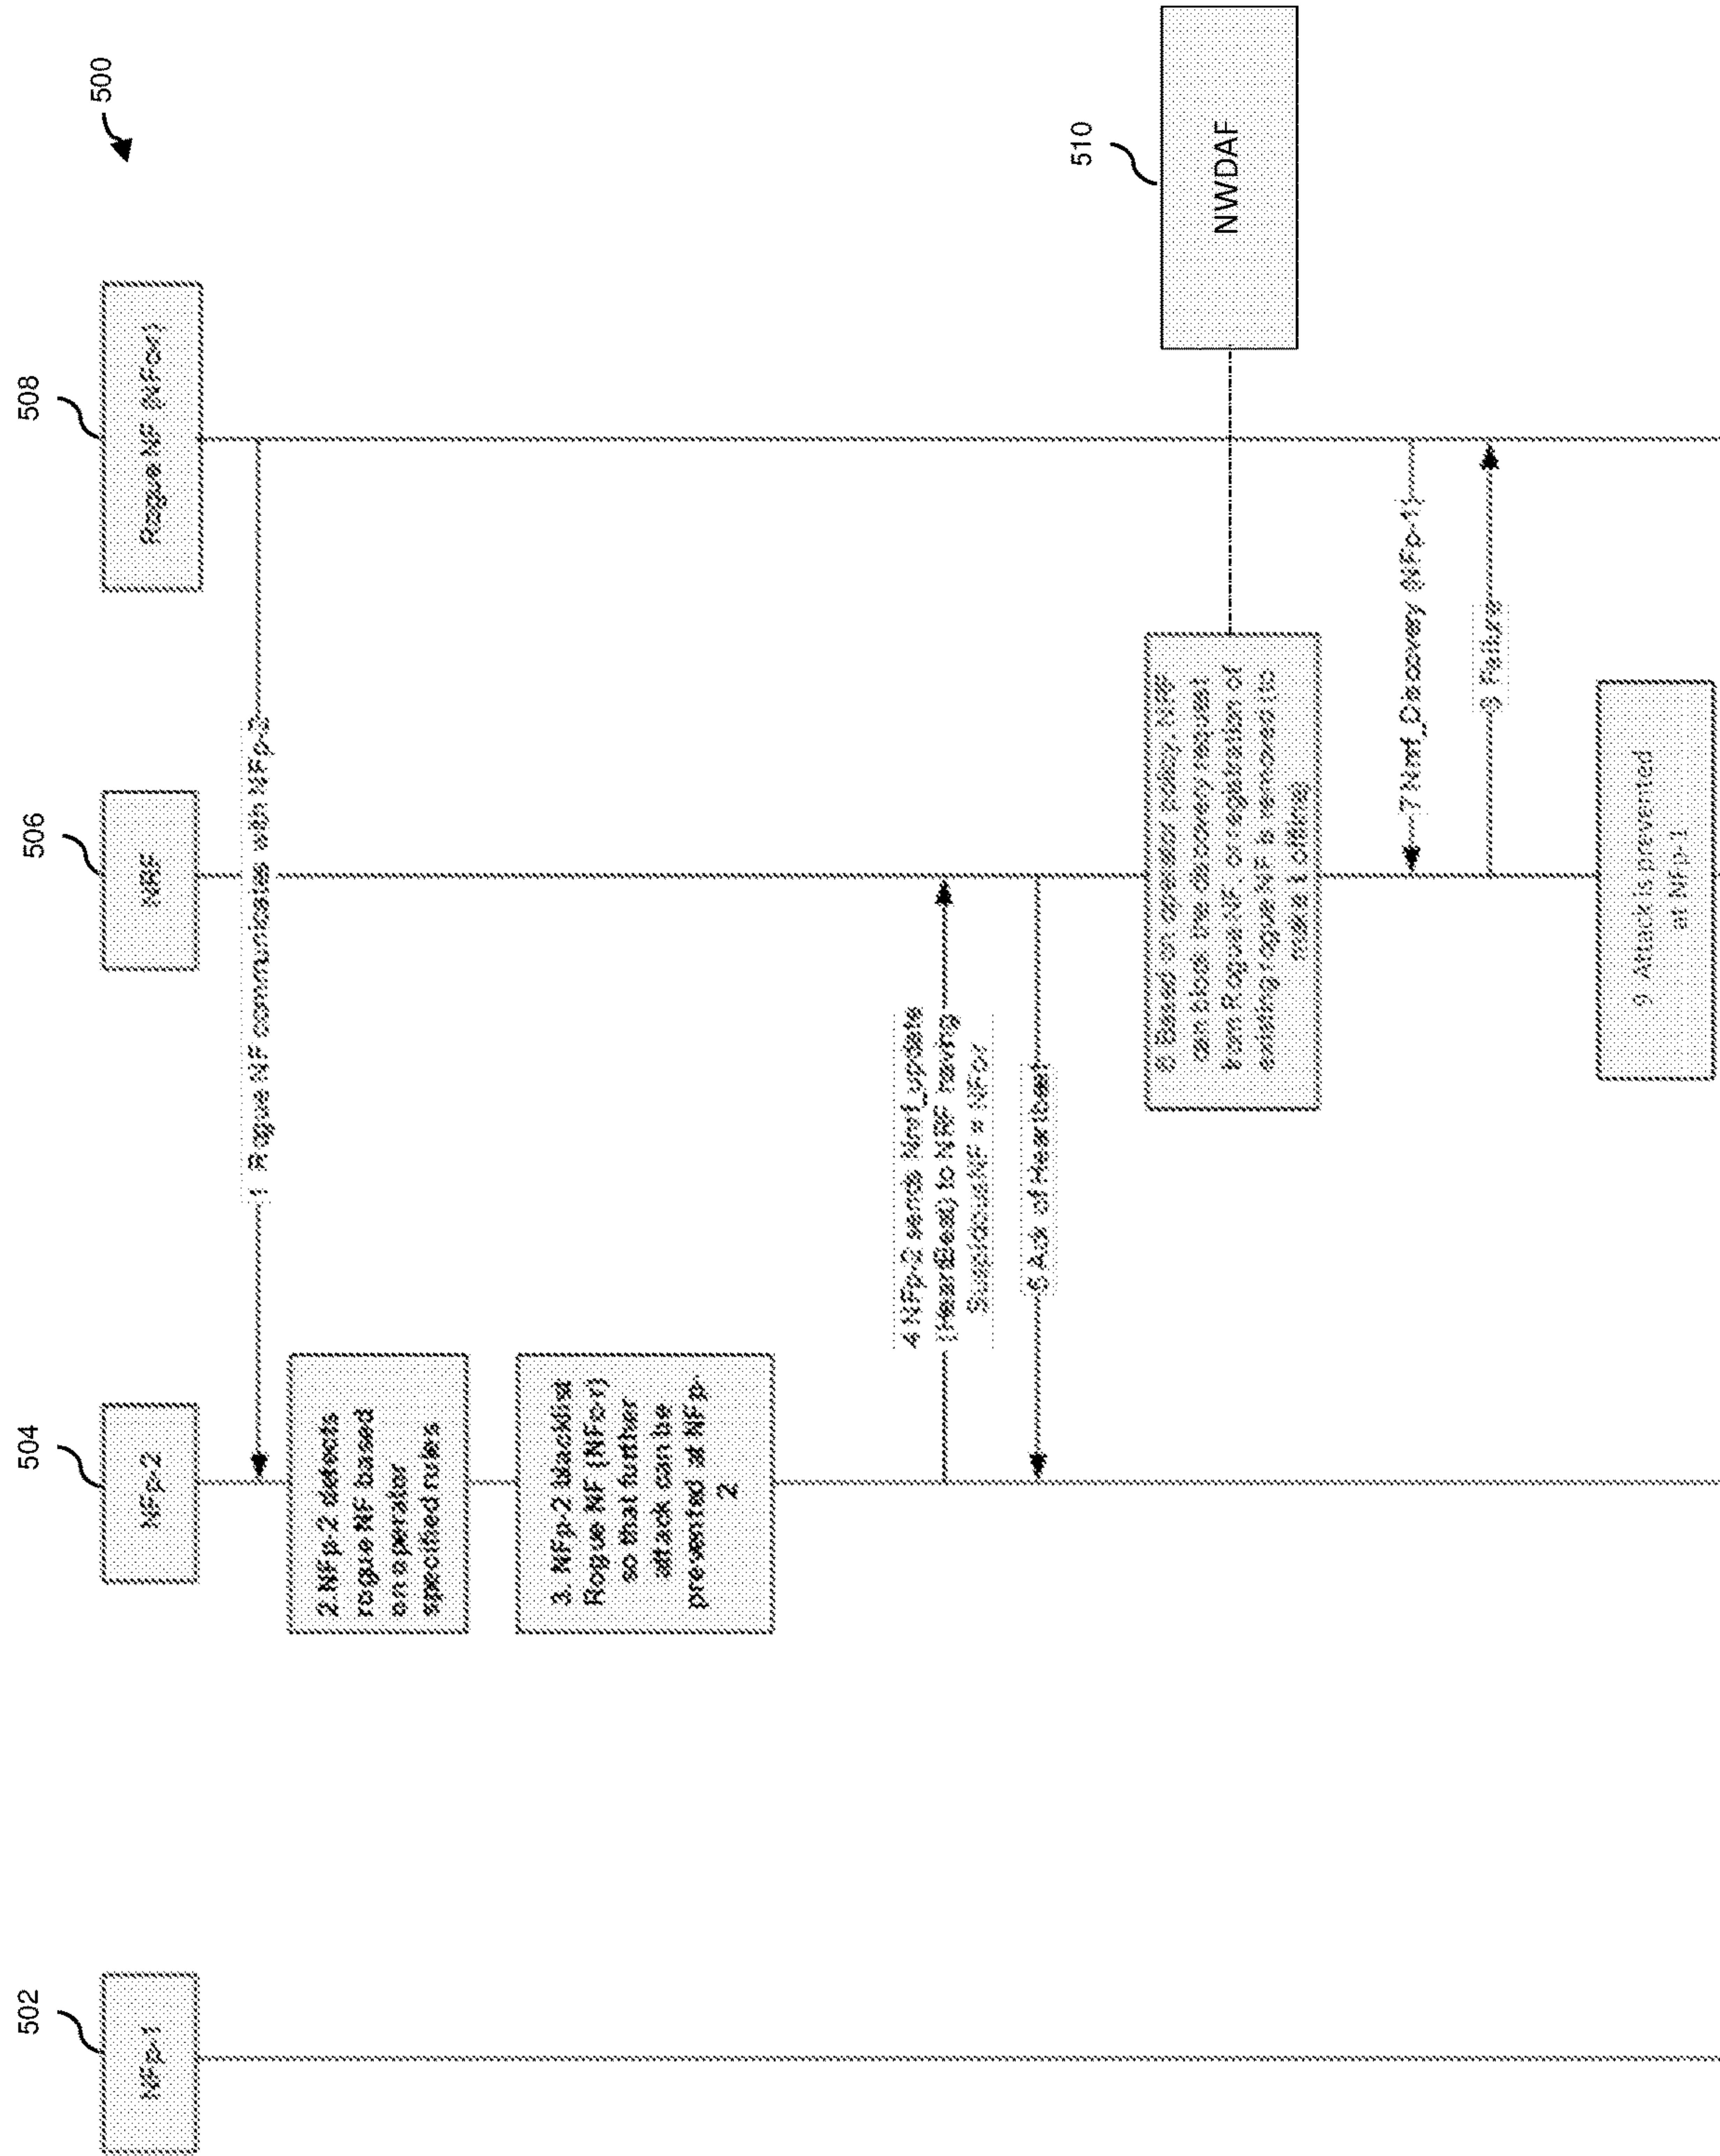 500
502
NFp-1
504
NFp-2
506
NRF
508
Rogue NF (NFcr)
1 Rogue NF communicates with NFp-2
2.NFp-2 detects
rogue NF based
on operator
specified rules
3. NFp-2 blacklist
Rogue NF (NFcr)
so that further
attack can be
prevented at NFp-
2
4 NFp-2 sends Nnrf_update
(HeartBeat) to NRF having
SuspiciousNF = NFcr
5 Ack of Heartbeat
6 Based on operator policy, NRF
can block the discovery request
from Rogue NF, or registration of
existing rogue NF is removed (to
make it offline)
510
NWDAF
7 Nnrf_Discovery (NFp-1)
8 Failure
9 Attack is prevented
at NFp-1